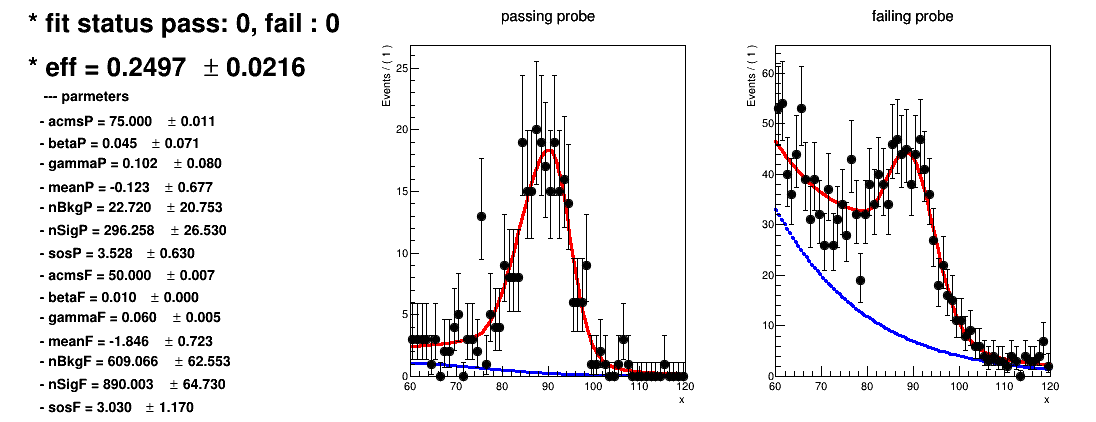 * fit status pass: 0, fail : 0
* eff = 0.2497 ± 0.0216
--- parmeters
- acmsP = 75.000 ± 0.011
- betaP = 0.045 ± 0.071
- gammaP = 0.102 ± 0.080
- meanP = -0.123 ± 0.677
- nBkgP = 22.720 ± 20.753
- nSigP = 296.258 ± 26.530
- sosP = 3.528 ± 0.630
- acmsF = 50.000 ± 0.007
- betaF = 0.010 ± 0.000
- gammaF = 0.060 ± 0.005
- meanF = -1.846 ± 0.723
- nBkgF = 609.066 ± 62.553
- nSigF = 890.003 ± 64.730
- sosF = 3.030 ± 1.170
passing probe
Events / ( 1 )
25
20
15
10
5
0
60 70 80 90 100 110 120
x
failing probe
Events / ( 1 )
60
50
40
30
20
10
0
60 70 80 90 100 110 120
x